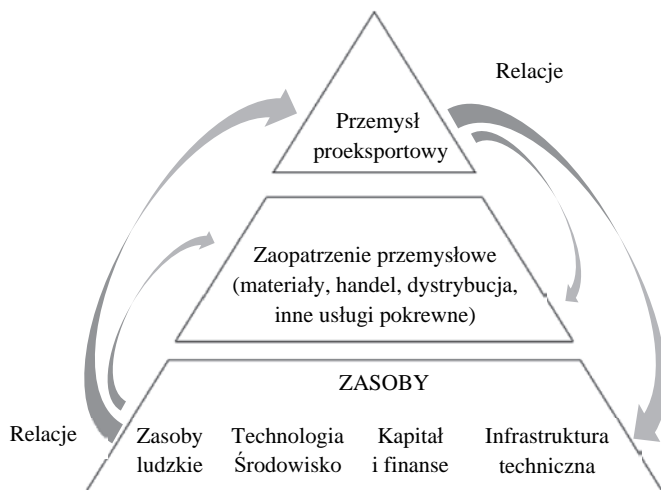 Relacje
Przemysł
proeksportowy
Zaopatrzenie przemysłowe
(materiały, handel, dystrybucja,
inne usługi pokrewne)
ZASOBY
Relacje
Zasoby
ludzkie
Technologia
Środowisko
Kapitał
i finanse
Infrastruktura
techniczna